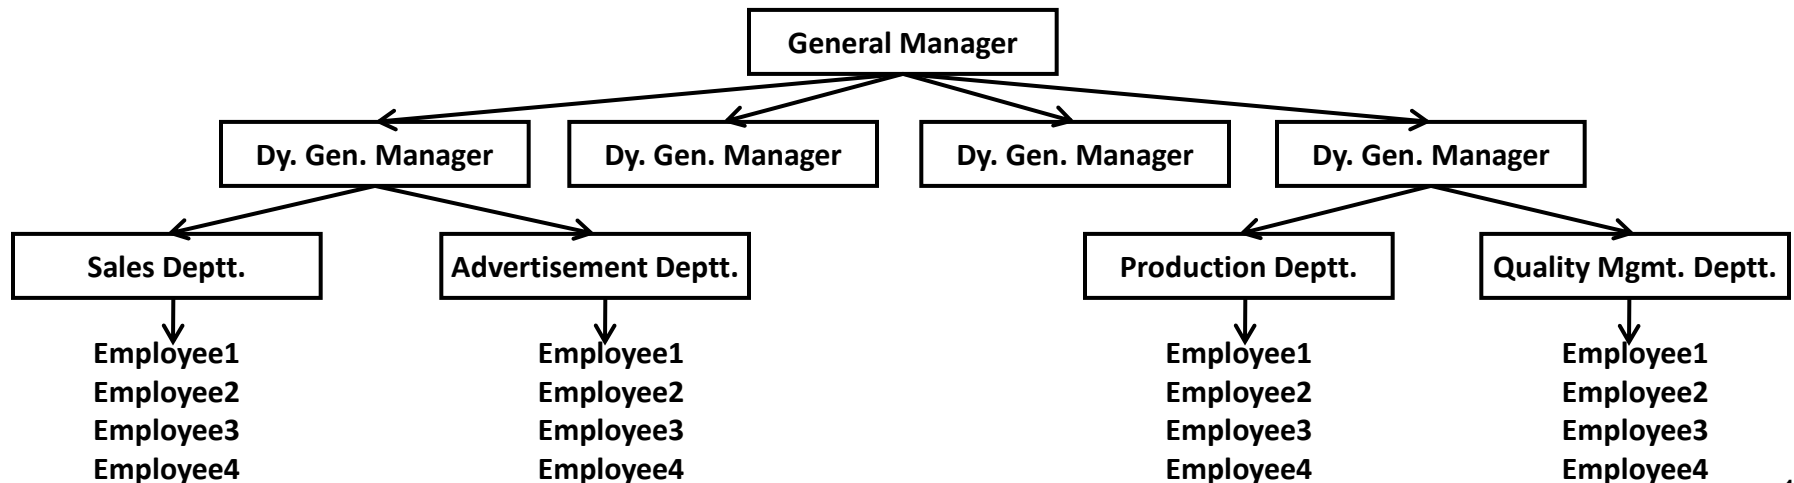 General Manager
Dy. Gen. Manager
Dy. Gen. Manager
Dy. Gen. Manager
Dy. Gen. Manager
Sales Deptt.
Advertisement Deptt.
Production Deptt.
Quality Mgmt. Deptt.
Employee1
Employee2
Employee3
Employee4
Employee1
Employee2
Employee3
Employee4
Employee1
Employee2
Employee3
Employee4
Employee1
Employee2
Employee3
Employee4